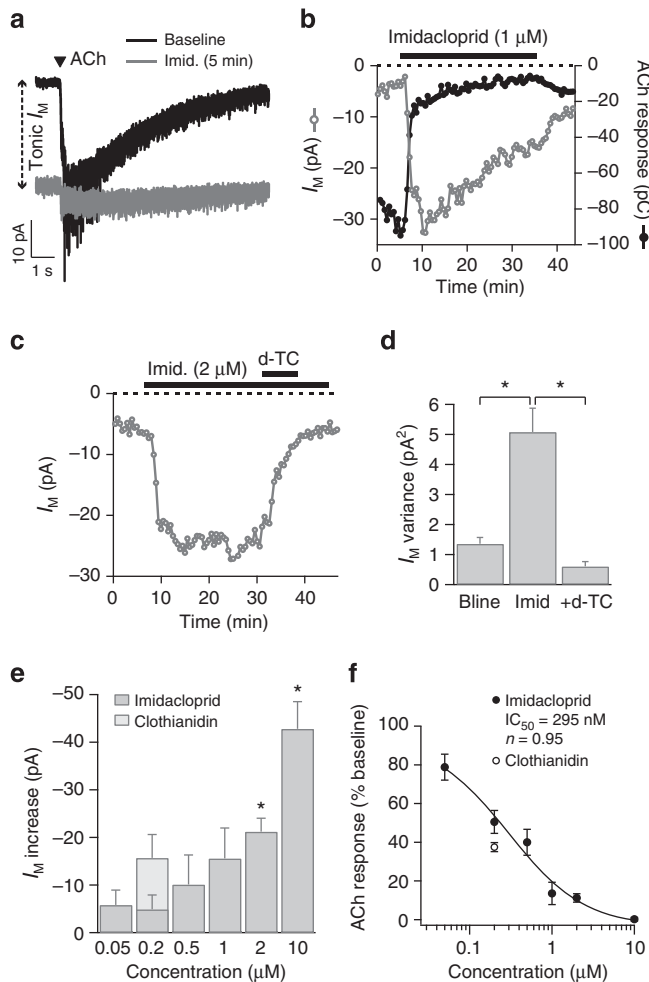 a
ACh
Baseline
Imid. (5 min)
Tonic I_M
10 pA
1 s
b
Imidacloprid (1 µM)
0
−10
−20
−30
I_M (pA)
0
−20
−40
−60
−80
−100
ACh response (pC)
0 10 20 30 40
Time (min)
c
Imid. (2 µM)
d-TC
0
−10
−20
−30
I_M (pA)
0 10 20 30 40
Time (min)
d
* *
6
5
4
3
2
1
0
I_M variance (pA²)
Bline Imid +d-TC
e
Imidacloprid
Clothianidin
* *
−50
−40
−30
−20
−10
0
I_M increase (pA)
0.05 0.2 0.5 1 2 10
Concentration (µM)
f
Imidacloprid
IC₅₀ = 295 nM
n = 0.95
Clothianidin
100
80
60
40
20
0
ACh response (% baseline)
0.1 1 10
Concentration (µM)